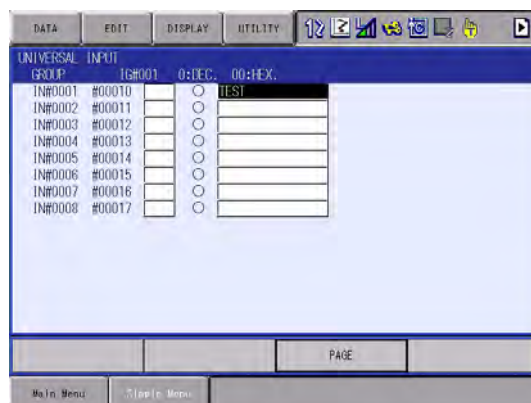 DATA EDIT DISPLAY UTILITY
UNIVERSAL INPUT
GROUP IG#001 0:DEC. 00:HEX.
IN#0001 #00010 TEST
IN#0002 #00011
IN#0003 #00012
IN#0004 #00013
IN#0005 #00014
IN#0006 #00015
IN#0007 #00016
IN#0008 #00017
PAGE
Main Menu Simple Menu